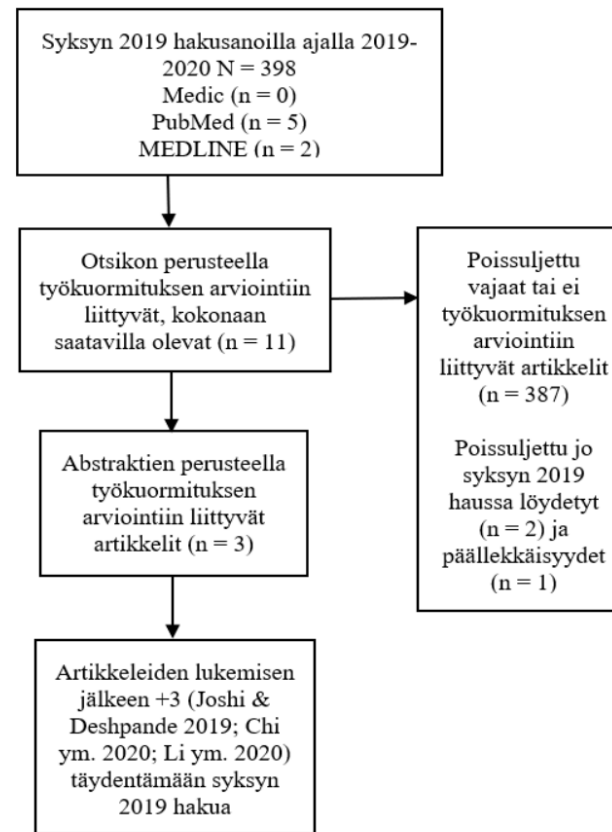 Syksyn 2019 hakusanoilla ajalla 2019-
2020 N = 398
Medic (n = 0)
PubMed (n = 5)
MEDLINE (n = 2)
Otsikon perusteella
työkuormituksen arviointiin
liittyvät, kokonaan
saatavilla olevat (n = 11)
Poissuljettu
vajaat tai ei
työkuormituksen
arviointiin
liittyvät artikkelit
(n = 387)
Poissuljettu jo
syksyn 2019
haussa löydetyt
(n = 2) ja
päällekkäisyydet
(n = 1)
Abstraktien perusteella
työkuormituksen
arviointiin liittyvät
artikkelit (n = 3)
Artikkeleiden lukemisen
jälkeen +3 (Joshi &
Deshpande 2019; Chi
ym. 2020; Li ym. 2020)
täydentämään syksyn
2019 hakua